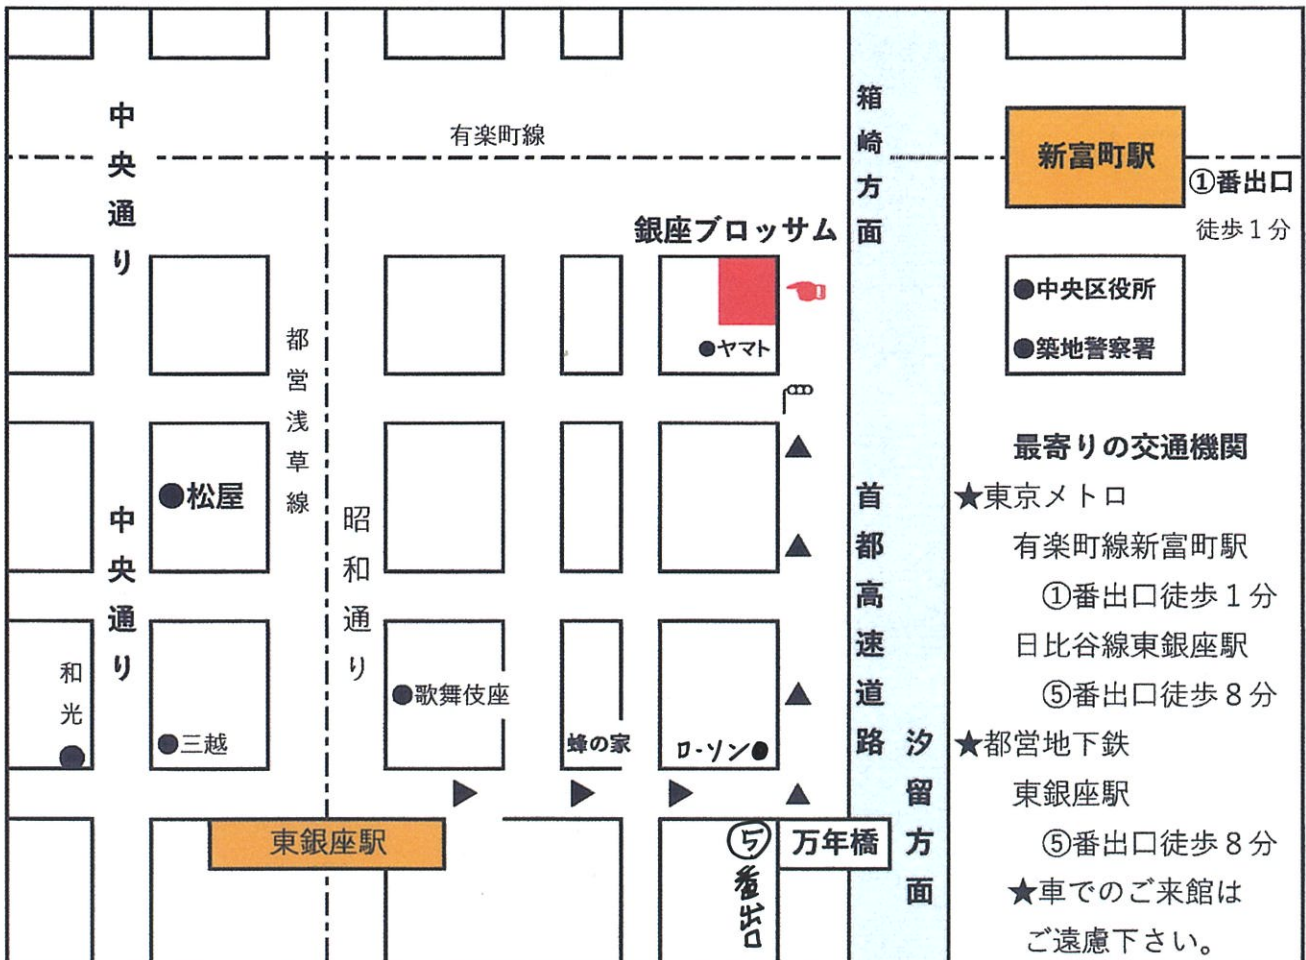 中央通り
有楽町線
箱崎方面
新富町駅
①番出口
徒歩1分
銀座ブロッサム
●ヤマト
●中央区役所
●築地警察署
都営浅草線
●松屋
中央通り
昭和通り
首都高速道路
和光
●三越
●歌舞伎座
蜂の家
ローソン●
汐留方面
東銀座駅
⑤番出口
万年橋
最寄りの交通機関
★東京メトロ
有楽町線新富町駅
①番出口徒歩1分
日比谷線東銀座駅
⑤番出口徒歩8分
★都営地下鉄
東銀座駅
⑤番出口徒歩8分
★車でのご来館は
ご遠慮下さい。